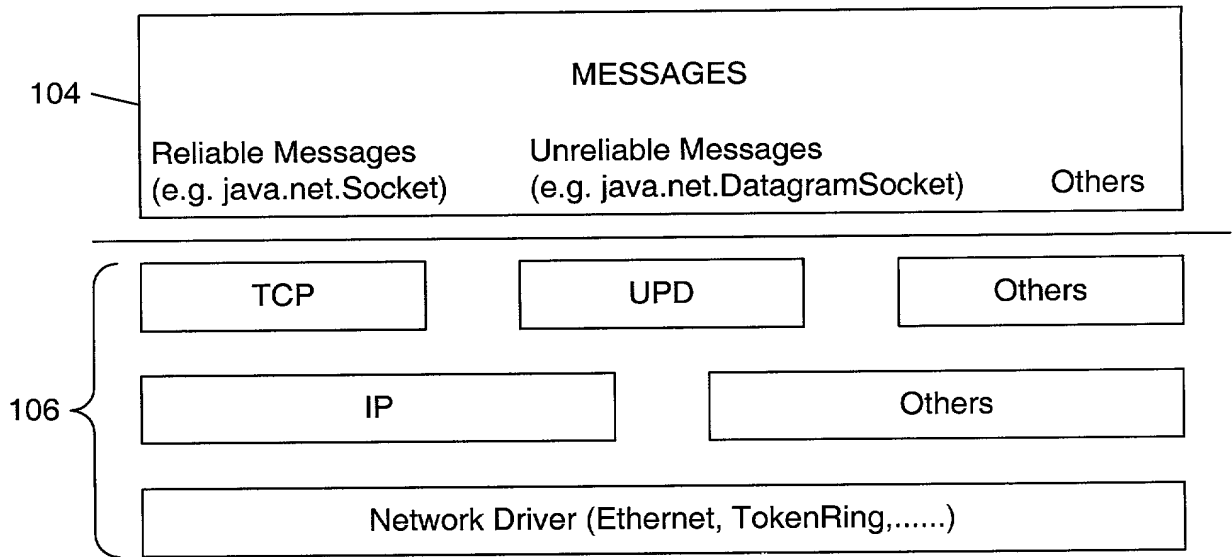 MESSAGES
104
Reliable Messages
(e.g. java.net.Socket)
Unreliable Messages
(e.g. java.net.DatagramSocket)
Others
TCP
UPD
Others
106
IP
Others
Network Driver (Ethernet, TokenRing,......)